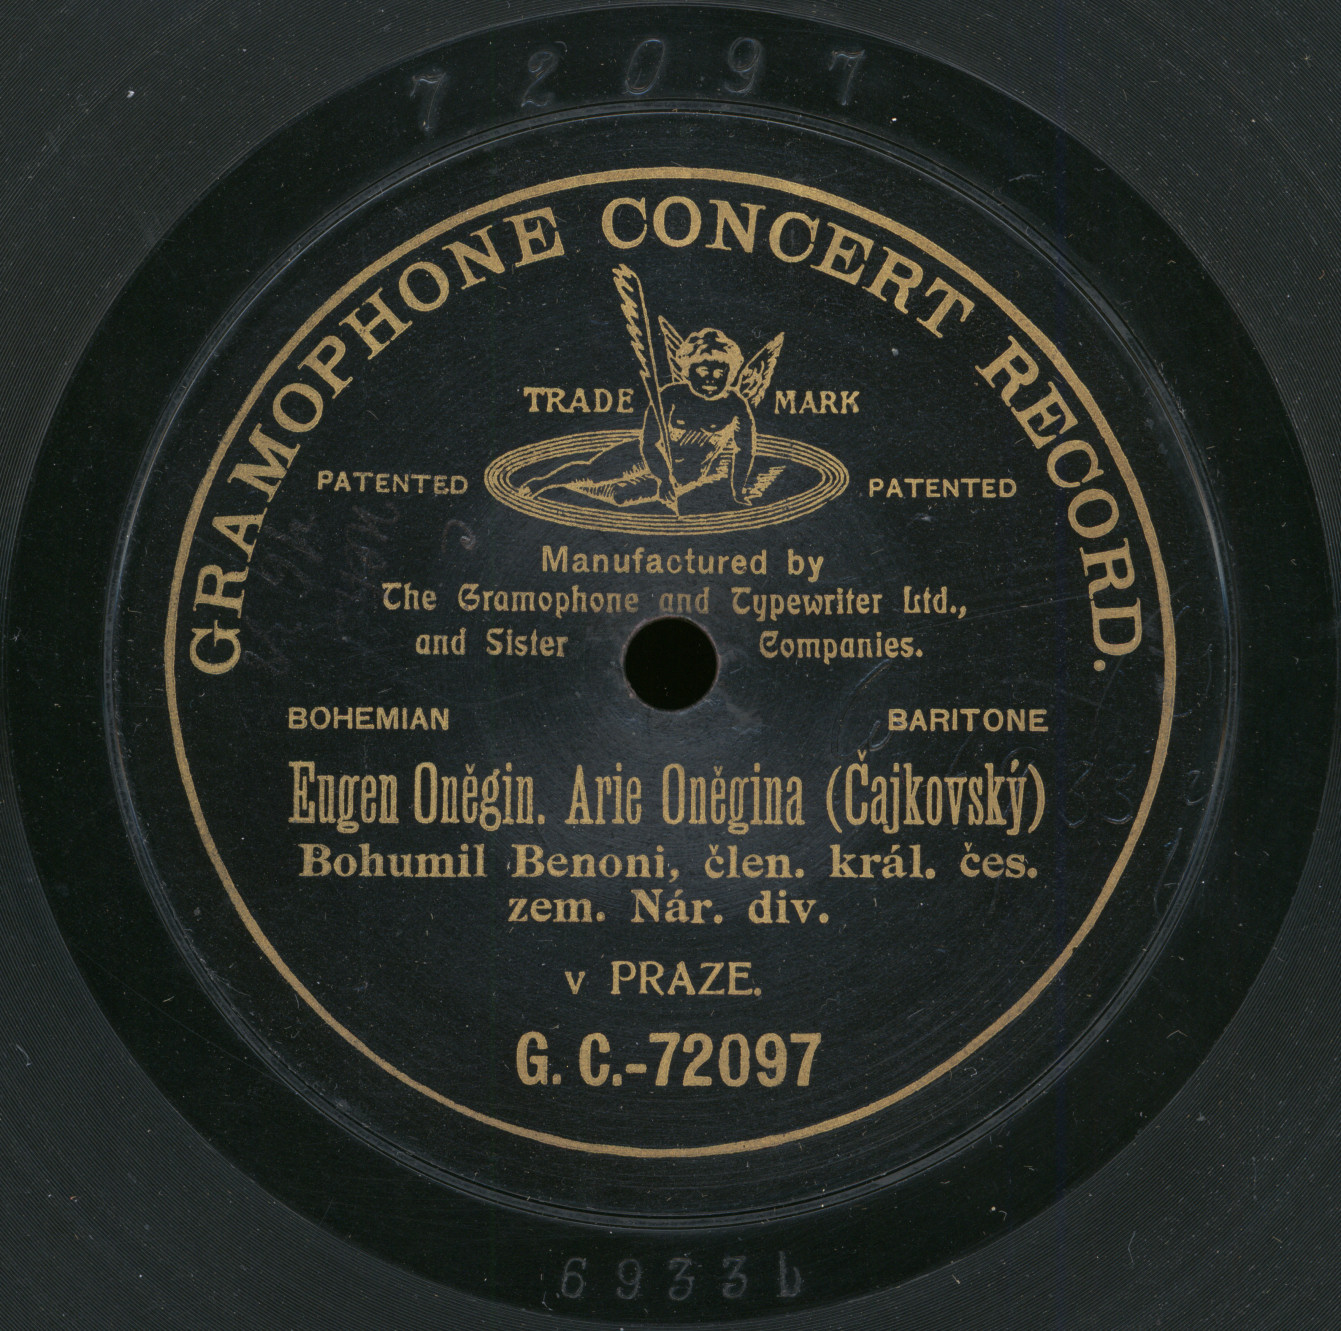 72097
GRAMOPHONE CONCERT RECORD.
TRADE MARK
PATENTED PATENTED
Manufactured by
The Gramophone and Typewriter Ltd.,
and Sister Companies.
BOHEMIAN BARITONE
Eugen Oněgin. Arie Oněgina (Čajkovský)
Bohumil Benoni, člen. král. čes.
zem. Nár. div.
v PRAZE.
G. C.-72097
6933b